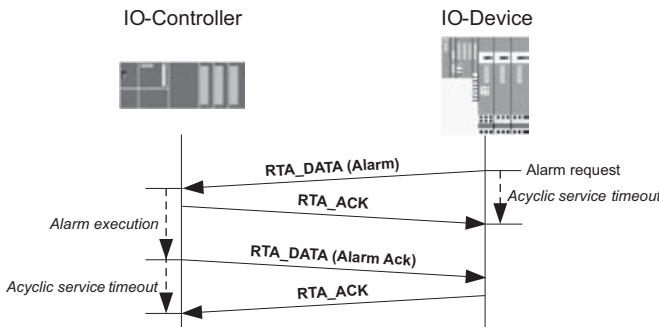 IO-Controller
IO-Device
RTA_DATA (Alarm)
Alarm request
RTA_ACK
Acyclic service timeout
Alarm execution
RTA_DATA (Alarm Ack)
Acyclic service timeout
RTA_ACK